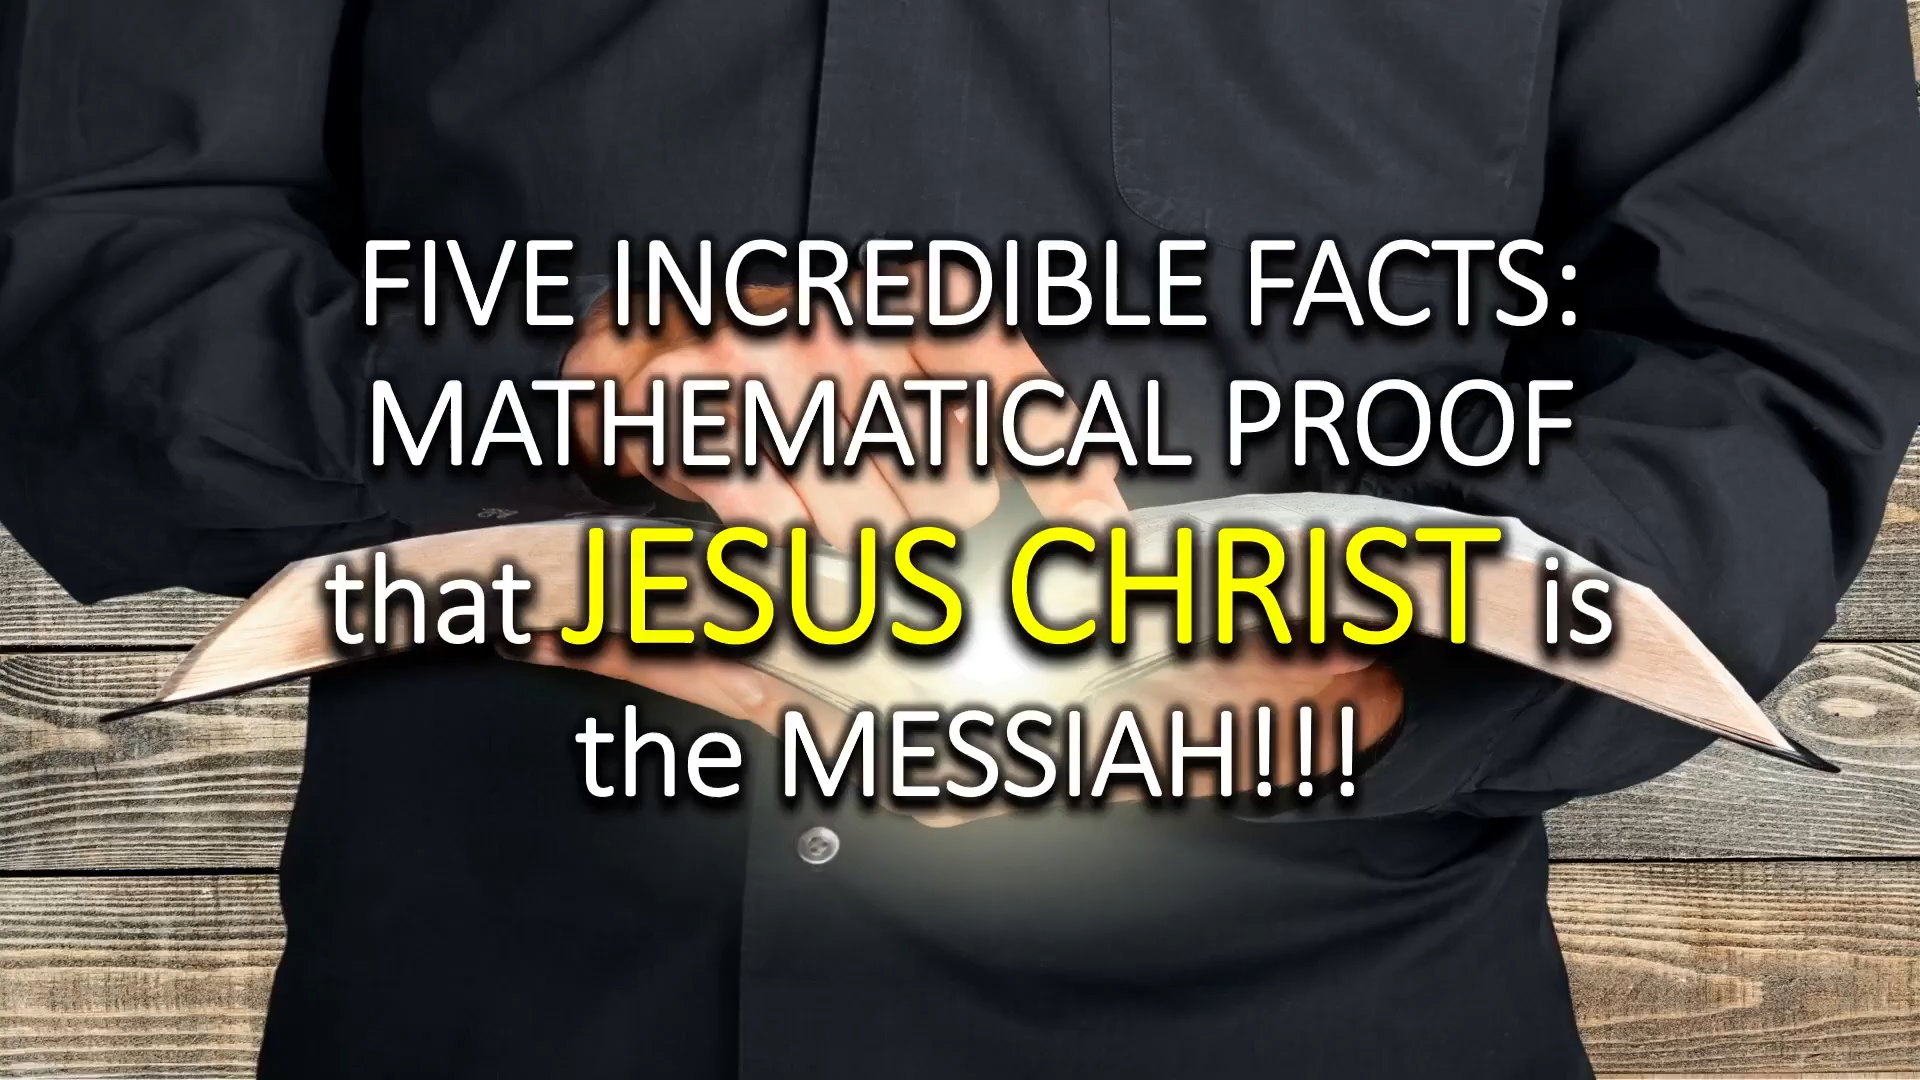 FIVE INCREDIBLE FACTS:
MATHEMATICAL PROOF
that JESUS CHRIST is
the MESSIAH!!!